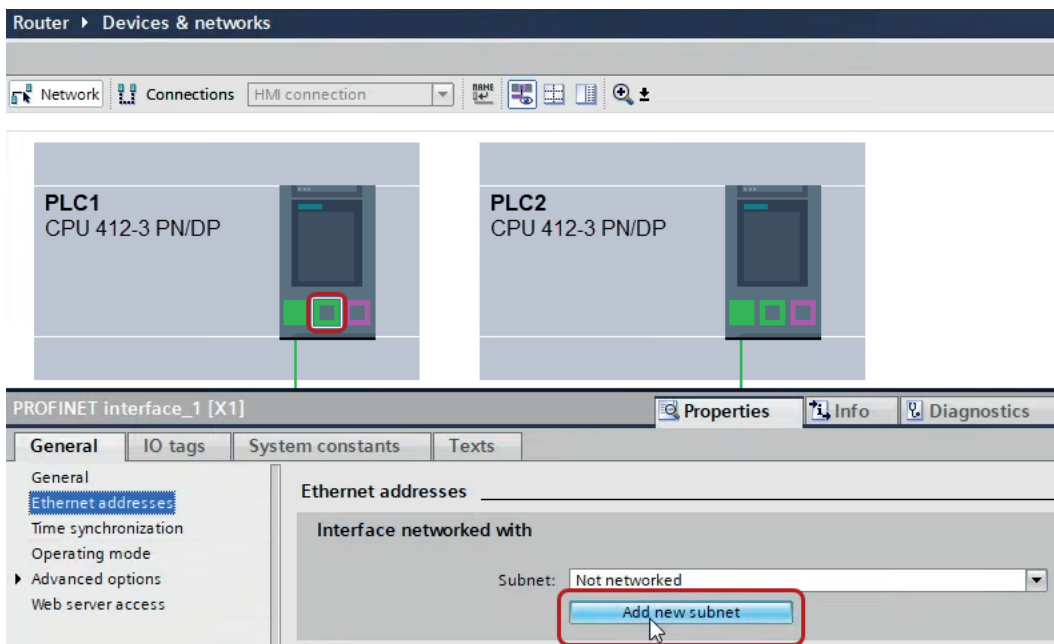 Router ▸ Devices & networks
Network Connections HMI connection
PLC1
CPU 412-3 PN/DP
PLC2
CPU 412-3 PN/DP
PROFINET interface_1 [X1]
Properties Info Diagnostics
General IO tags System constants Texts
General
Ethernet addresses
Time synchronization
Operating mode
Advanced options
Web server access
Ethernet addresses
Interface networked with
Subnet: Not networked
Add new subnet